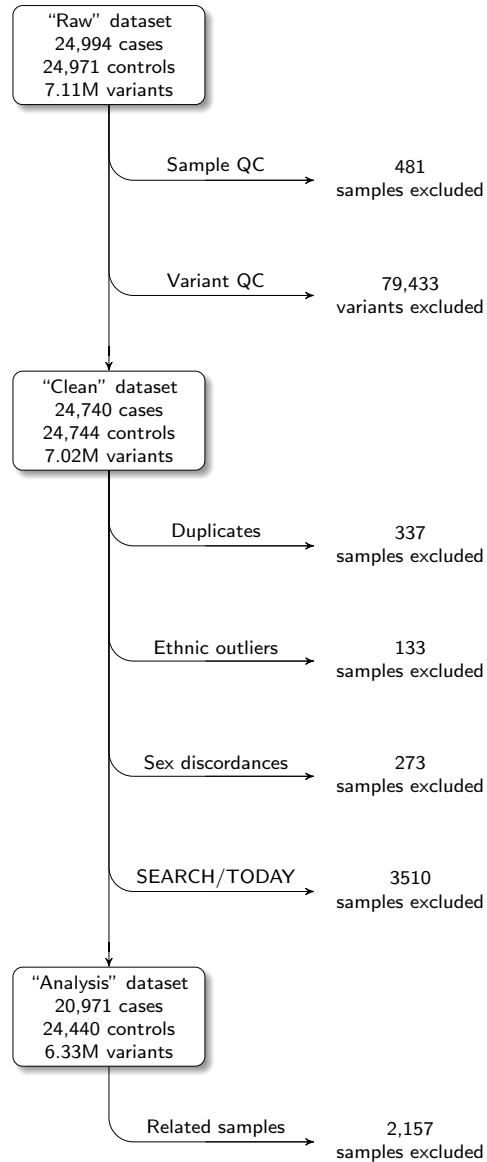 “Raw” dataset
24,994 cases
24,971 controls
7.11M variants
Sample QC
481
samples excluded
Variant QC
79,433
variants excluded
“Clean” dataset
24,740 cases
24,744 controls
7.02M variants
Duplicates
337
samples excluded
Ethnic outliers
133
samples excluded
Sex discordances
273
samples excluded
SEARCH/TODAY
3510
samples excluded
“Analysis” dataset
20,971 cases
24,440 controls
6.33M variants
Related samples
2,157
samples excluded